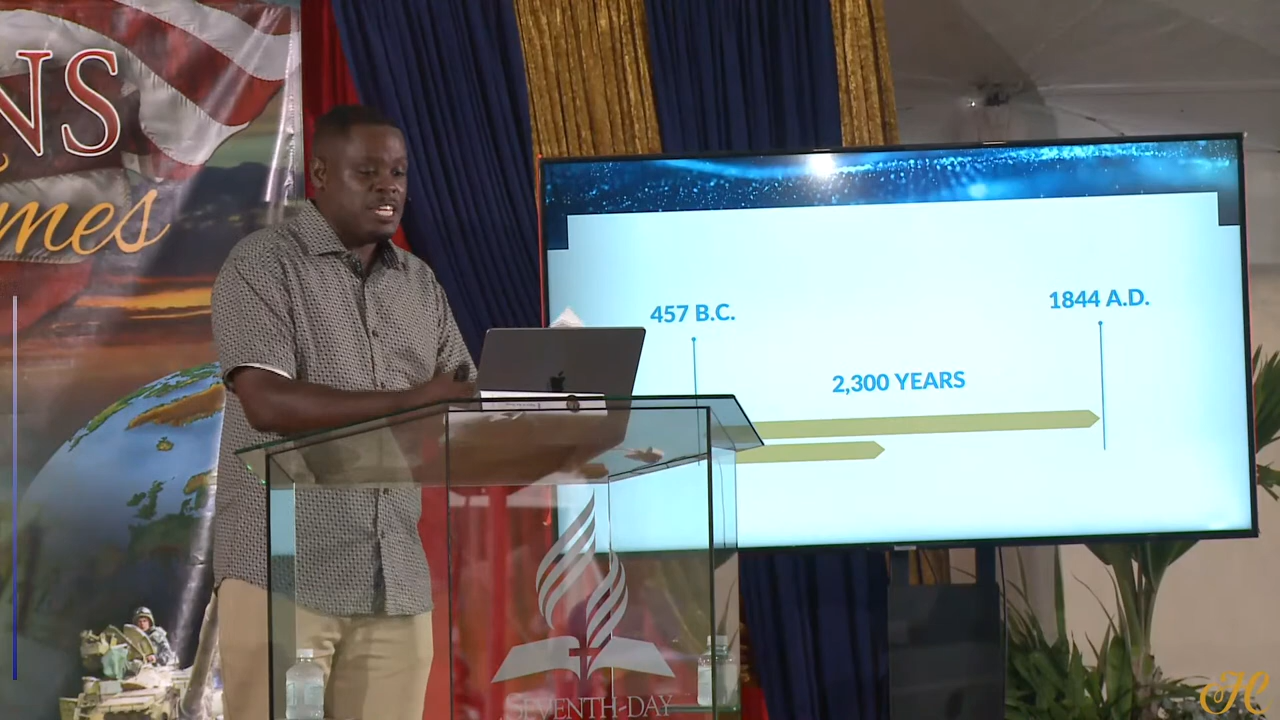 NS
mes
457 B.C.
1844 A.D.
2,300 YEARS
SEVENTH-DAY
H